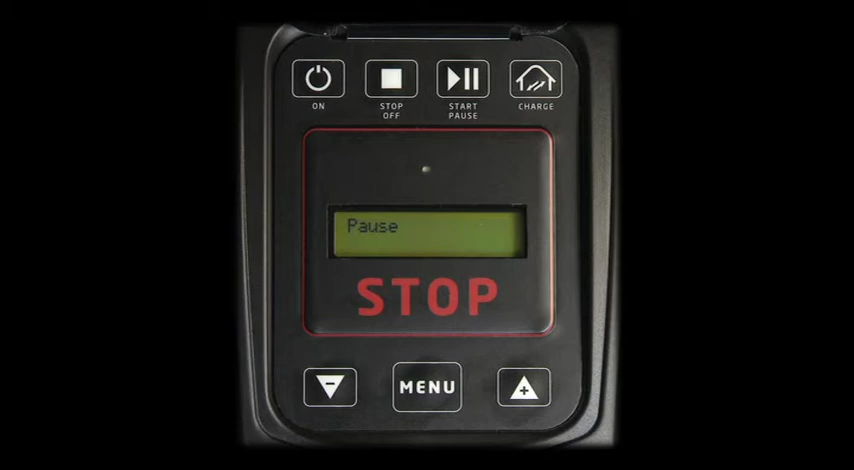 ON
STOP
OFF
START
PAUSE
CHARGE
Pause
STOP
MENU